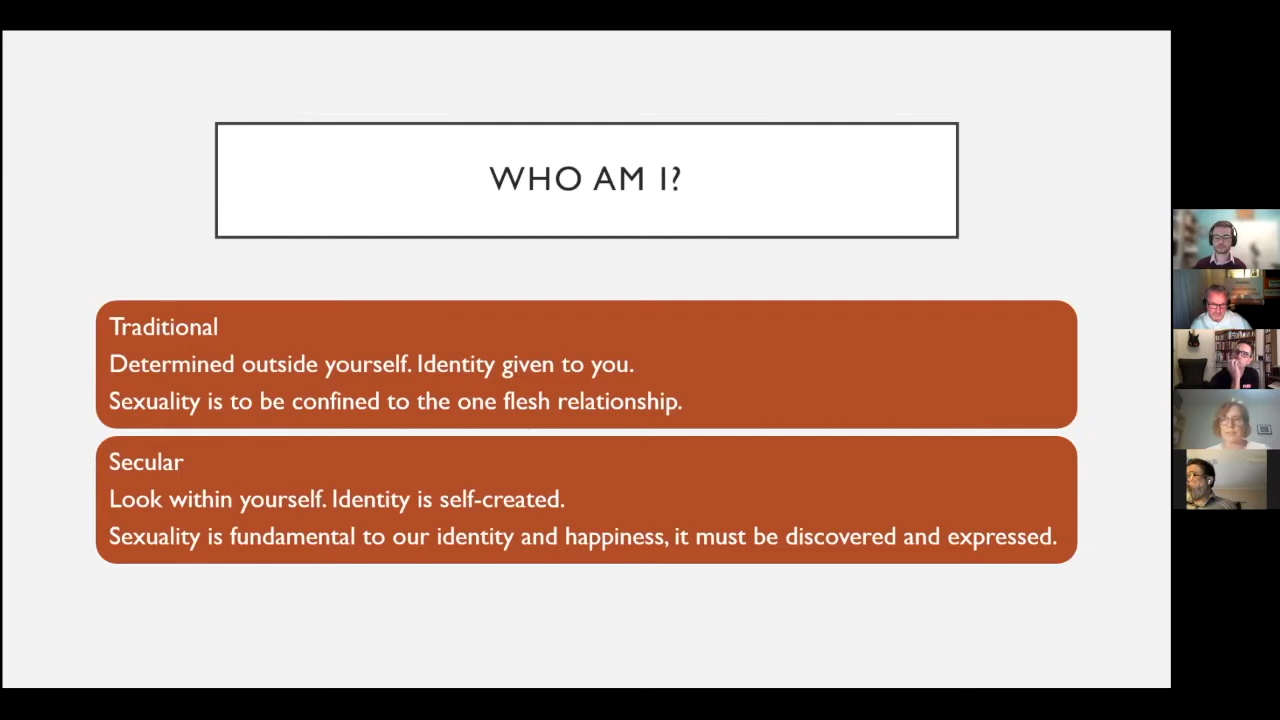 WHO AM I?
Traditional
Determined outside yourself. Identity given to you.
Sexuality is to be confined to the one flesh relationship.
Secular
Look within yourself. Identity is self-created.
Sexuality is fundamental to our identity and happiness, it must be discovered and expressed.